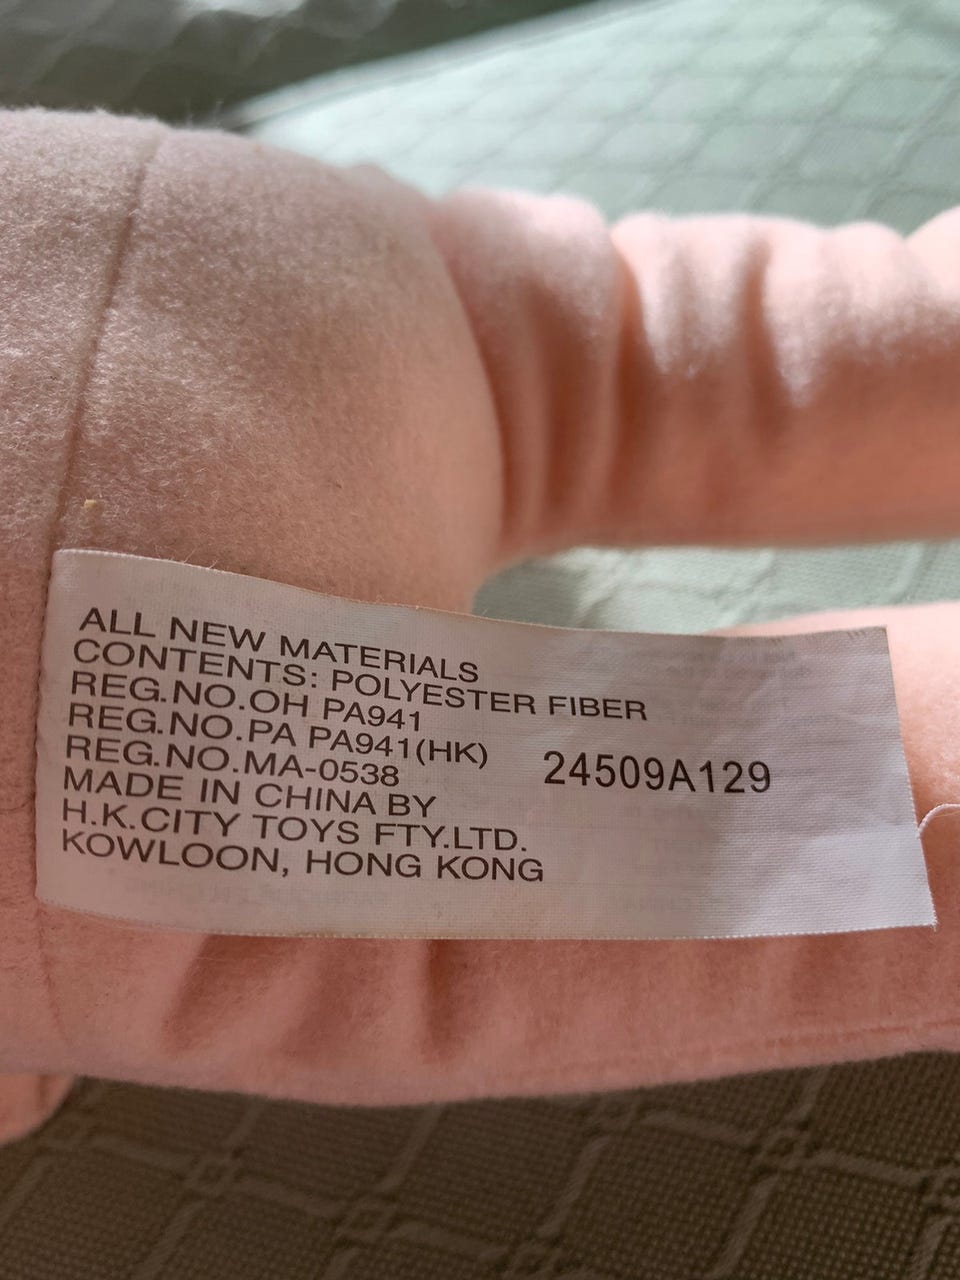 ALL NEW MATERIALS
CONTENTS: POLYESTER FIBER
REG.NO.OH PA941
REG.NO.PA PA941(HK)
REG.NO.MA-0538
24509A129
MADE IN CHINA BY
H.K.CITY TOYS FTY.LTD.
KOWLOON, HONG KONG